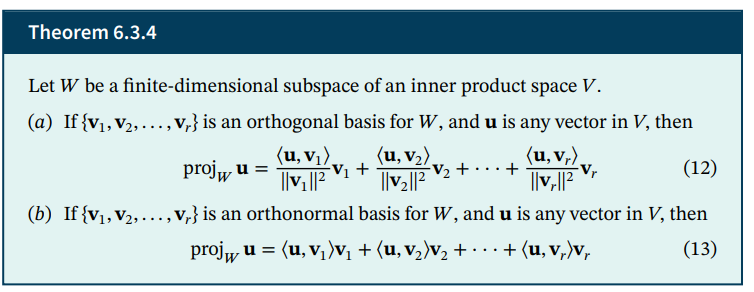 Theorem 6.3.4
Let W be a finite-dimensional subspace of an inner product space V.
(a) If {v₁, v₂, . . . , vᵣ} is an orthogonal basis for W, and u is any vector in V, then
proj_W u = ⟨u, v₁⟩/‖v₁‖² v₁ + ⟨u, v₂⟩/‖v₂‖² v₂ + · · · + ⟨u, vᵣ⟩/‖vᵣ‖² vᵣ (12)
(b) If {v₁, v₂, . . . , vᵣ} is an orthonormal basis for W, and u is any vector in V, then
proj_W u = ⟨u, v₁⟩v₁ + ⟨u, v₂⟩v₂ + · · · + ⟨u, vᵣ⟩vᵣ (13)